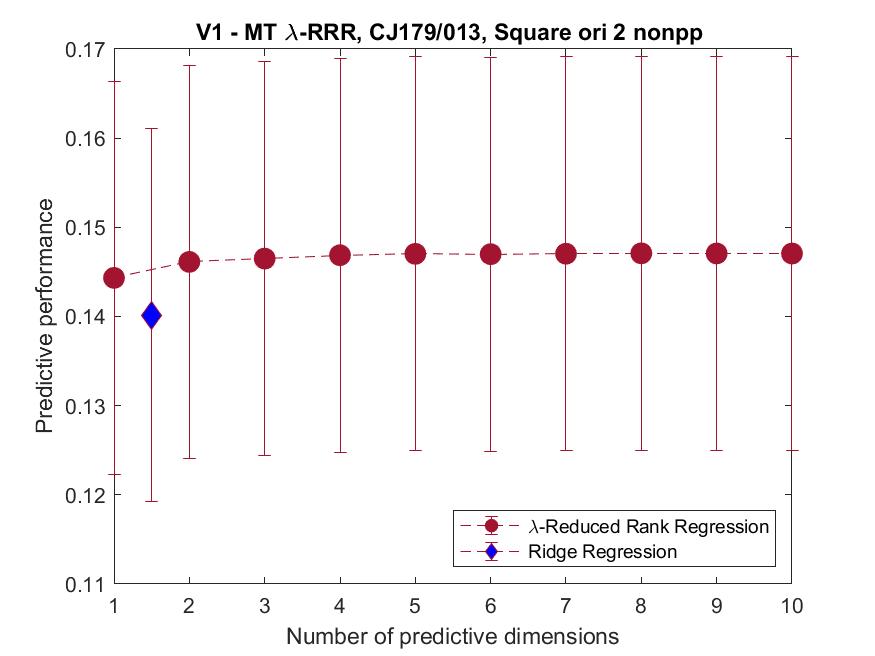 V1 - MT λ-RRR, CJ179/013, Square ori 2 nonpp
Predictive performance
0.17
0.16
0.15
0.14
0.13
0.12
0.11
λ-Reduced Rank Regression
Ridge Regression
1 2 3 4 5 6 7 8 9 10
Number of predictive dimensions